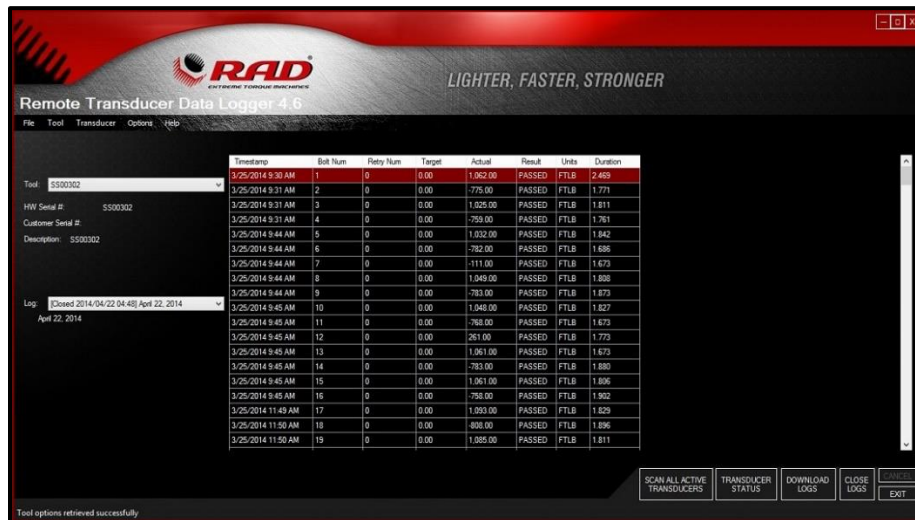 RAD®
EXTREME TORQUE MACHINES
LIGHTER, FASTER, STRONGER
Remote Transducer Data Logger 4.6
File Tool Transducer Options Help
Tool: SS00302
HW Serial #: SS00302
Customer Serial #:
Description: SS00302
Log: [Closed 2014/04/22 04:48] April 22, 2014
April 22, 2014
Timestamp Bolt Num Retry Num Target Actual Result Units Duration
3/25/2014 9:30 AM 1 0 0.00 1,062.00 PASSED FTLB 2.469
3/25/2014 9:31 AM 2 0 0.00 -775.00 PASSED FTLB 1.771
3/25/2014 9:31 AM 3 0 0.00 1,025.00 PASSED FTLB 1.811
3/25/2014 9:31 AM 4 0 0.00 -759.00 PASSED FTLB 1.761
3/25/2014 9:44 AM 5 0 0.00 1,032.00 PASSED FTLB 1.842
3/25/2014 9:44 AM 6 0 0.00 -782.00 PASSED FTLB 1.686
3/25/2014 9:44 AM 7 0 0.00 -111.00 PASSED FTLB 1.673
3/25/2014 9:44 AM 8 0 0.00 1,049.00 PASSED FTLB 1.808
3/25/2014 9:44 AM 9 0 0.00 -783.00 PASSED FTLB 1.873
3/25/2014 9:45 AM 10 0 0.00 1,048.00 PASSED FTLB 1.827
3/25/2014 9:45 AM 11 0 0.00 -768.00 PASSED FTLB 1.673
3/25/2014 9:45 AM 12 0 0.00 261.00 PASSED FTLB 1.773
3/25/2014 9:45 AM 13 0 0.00 1,061.00 PASSED FTLB 1.673
3/25/2014 9:45 AM 14 0 0.00 -783.00 PASSED FTLB 1.880
3/25/2014 9:45 AM 15 0 0.00 1,061.00 PASSED FTLB 1.806
3/25/2014 9:45 AM 16 0 0.00 -758.00 PASSED FTLB 1.902
3/25/2014 11:49 AM 17 0 0.00 1,093.00 PASSED FTLB 1.829
3/25/2014 11:50 AM 18 0 0.00 -808.00 PASSED FTLB 1.896
3/25/2014 11:50 AM 19 0 0.00 1,085.00 PASSED FTLB 1.811
SCAN ALL ACTIVE TRANSDUCERS
TRANSDUCER STATUS
DOWNLOAD LOGS
CLOSE LOGS
CANCEL
EXIT
Tool options retrieved successfully